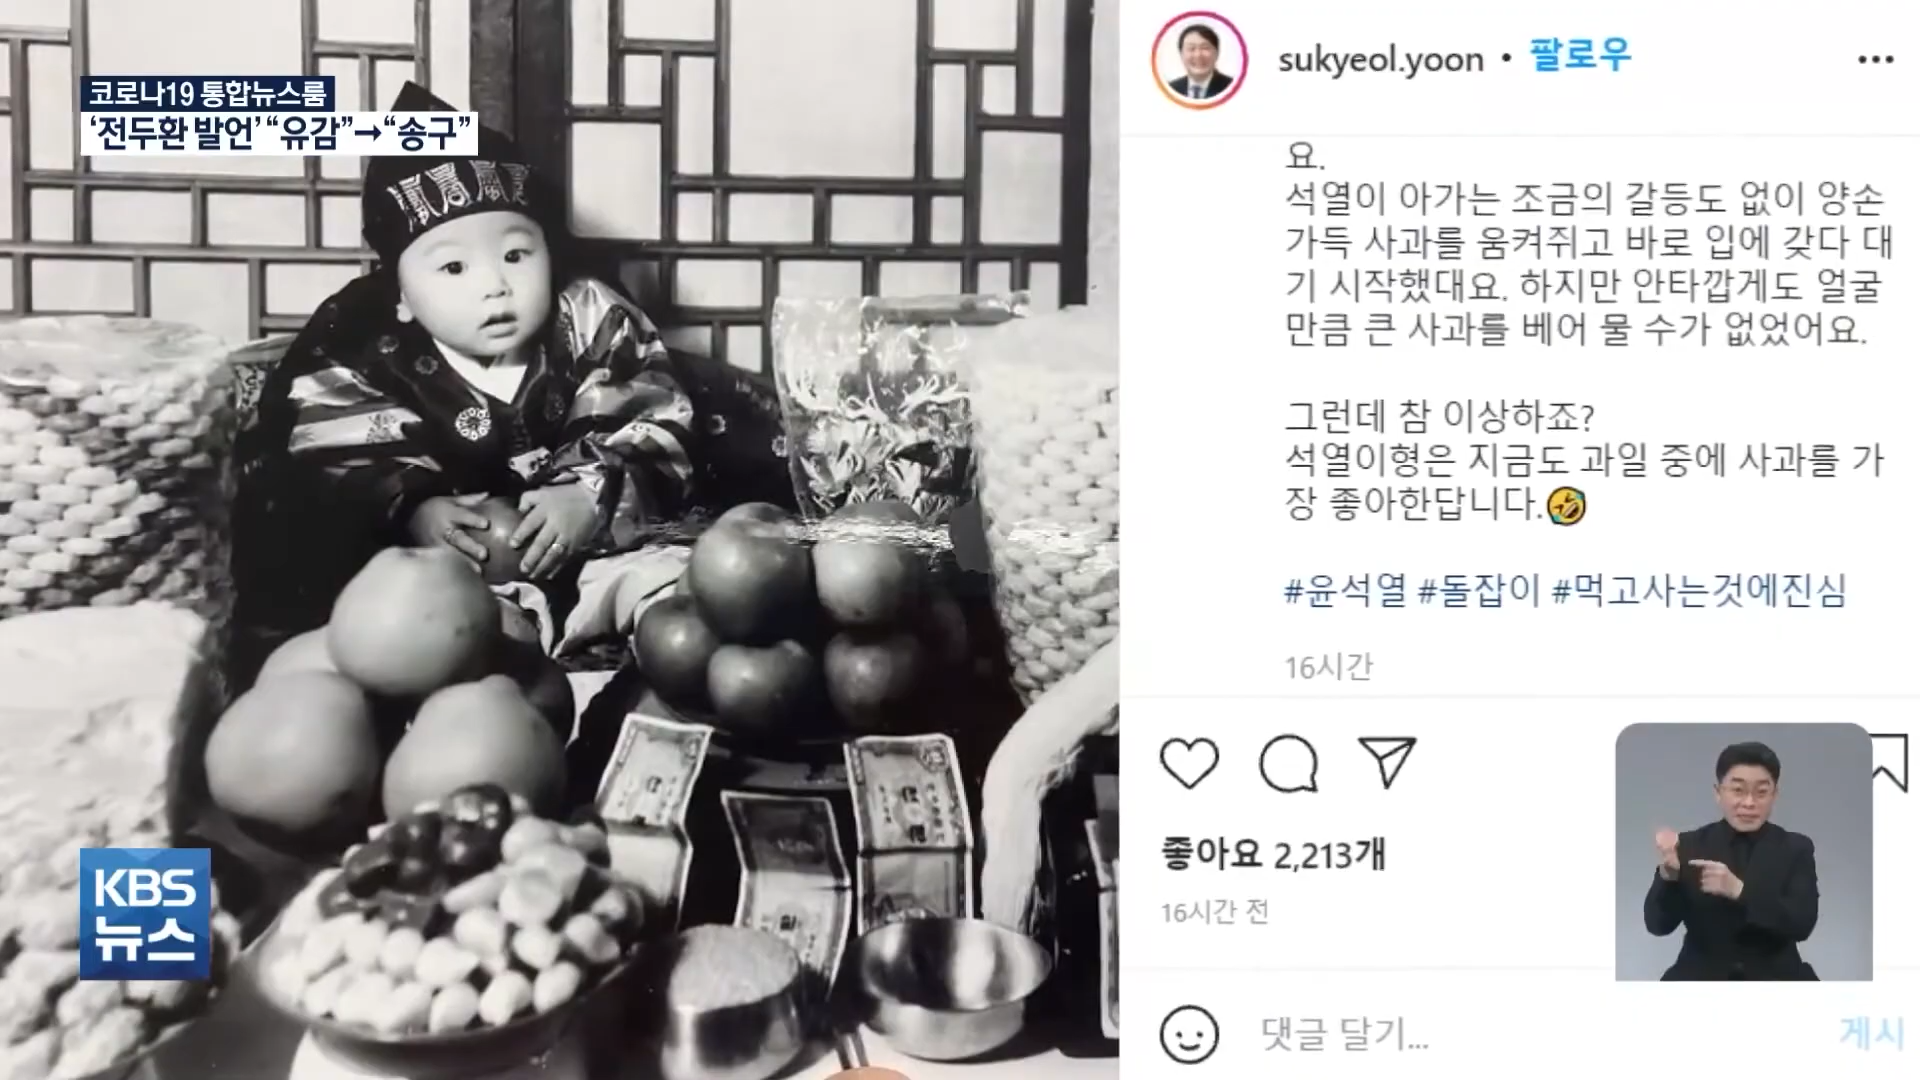 코로나19 통합뉴스룸
‘전두환 발언’ “유감”→“송구”
sukyeol.yoon • 팔로우
요.
석열이 아가는 조금의 갈등도 없이 양손
가득 사과를 움켜쥐고 바로 입에 갖다 대
기 시작했대요. 하지만 안타깝게도 얼굴
만큼 큰 사과를 베어 물 수가 없었어요.
그런데 참 이상하죠?
석열이형은 지금도 과일 중에 사과를 가
장 좋아한답니다.🤣
#윤석열 #돌잡이 #먹고사는것에진심
16시간
좋아요 2,213개
16시간 전
댓글 달기...
게시
KBS
뉴스